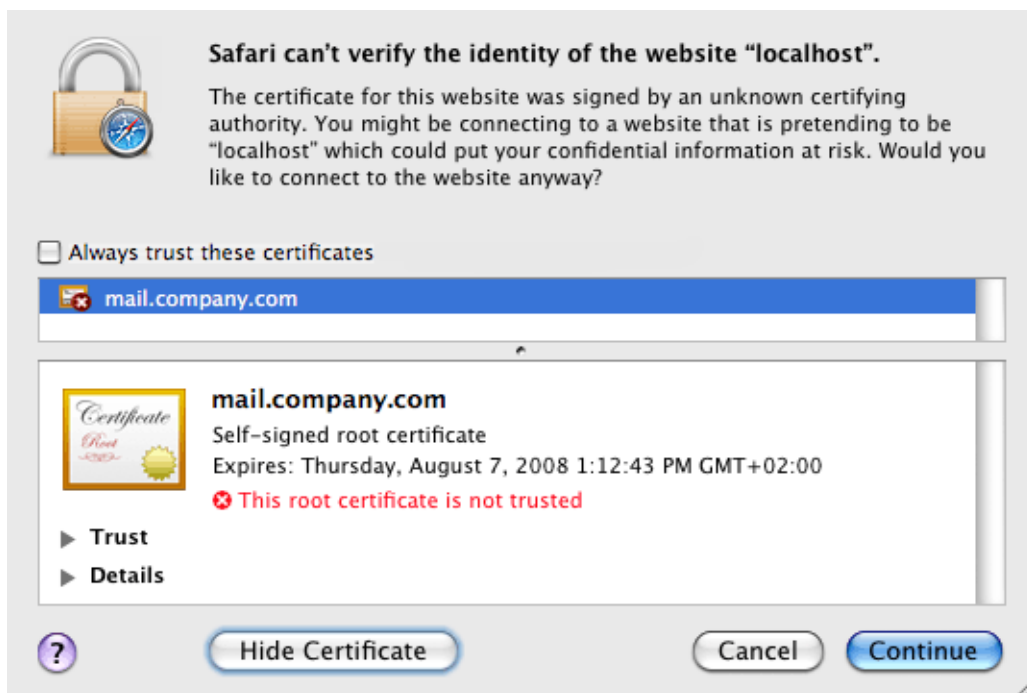 Safari can't verify the identity of the website “localhost”.
The certificate for this website was signed by an unknown certifying
authority. You might be connecting to a website that is pretending to be
“localhost” which could put your confidential information at risk. Would you
like to connect to the website anyway?
Always trust these certificates
mail.company.com
Certificate
Root
mail.company.com
Self-signed root certificate
Expires: Thursday, August 7, 2008 1:12:43 PM GMT+02:00
This root certificate is not trusted
Trust
Details
?
Hide Certificate
Cancel
Continue